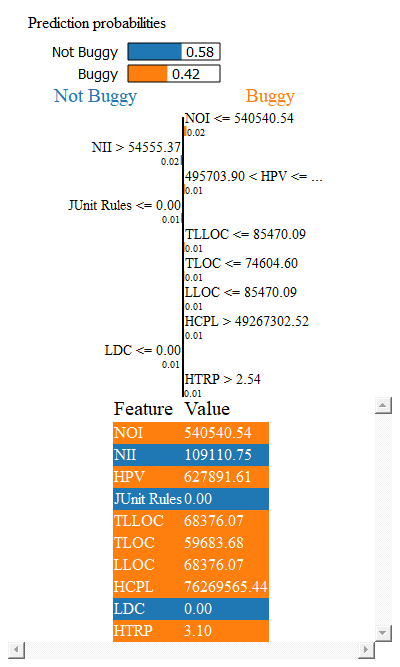 Prediction probabilities
Not Buggy 0.58
Buggy 0.42
Not Buggy Buggy
NOI <= 540540.54
0.02
NII > 54555.37
0.02
495703.90 < HPV <= ...
0.01
JUnit Rules <= 0.00
0.01
TLLOC <= 85470.09
0.01
TLOC <= 74604.60
0.01
LLOC <= 85470.09
0.01
HCPL > 49267302.52
0.01
LDC <= 0.00
0.01
HTRP > 2.54
0.01
Feature Value
NOI 540540.54
NII 109110.75
HPV 627891.61
JUnit Rules 0.00
TLLOC 68376.07
TLOC 59683.68
LLOC 68376.07
HCPL 76269565.44
LDC 0.00
HTRP 3.10